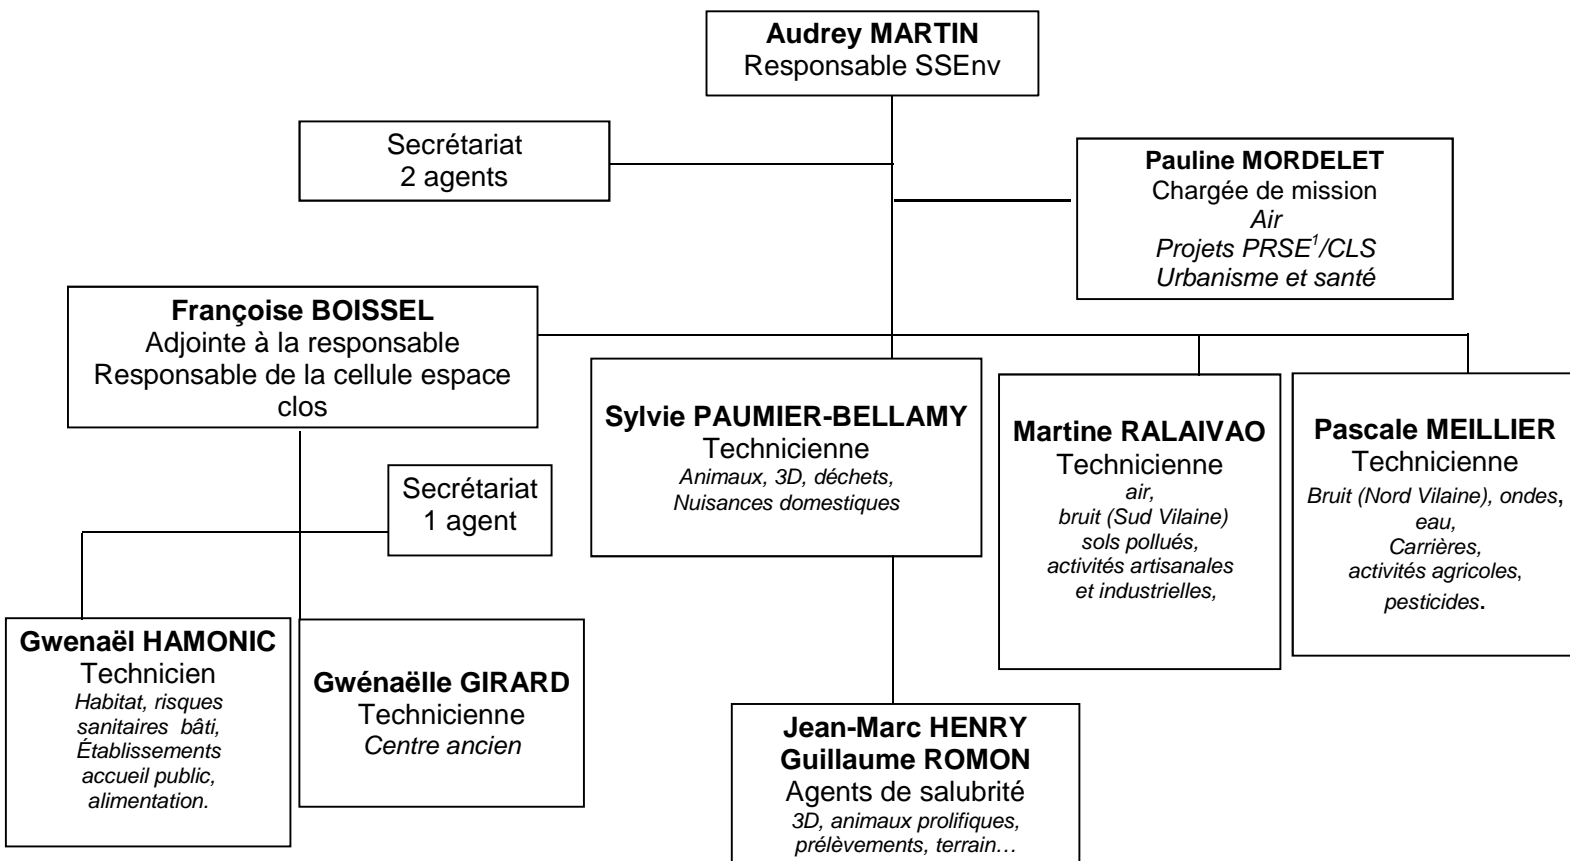 Audrey MARTIN
Responsable SSEnv
Secrétariat
2 agents
Pauline MORDELET
Chargée de mission
Air
Projets PRSE¹/CLS
Urbanisme et santé
Françoise BOISSEL
Adjointe à la responsable
Responsable de la cellule espace
clos
Sylvie PAUMIER-BELLAMY
Technicienne
Animaux, 3D, déchets,
Nuisances domestiques
Martine RALAIVAO
Technicienne
air,
bruit (Sud Vilaine)
sols pollués,
activités artisanales
et industrielles,
Pascale MEILLIER
Technicienne
Bruit (Nord Vilaine), ondes,
eau,
Carrières,
activités agricoles,
pesticides.
Secrétariat
1 agent
Gwenaël HAMONIC
Technicien
Habitat, risques
sanitaires bâti,
Établissements
accueil public,
alimentation.
Gwénaëlle GIRARD
Technicienne
Centre ancien
Jean-Marc HENRY
Guillaume ROMON
Agents de salubrité
3D, animaux prolifiques,
prélèvements, terrain…